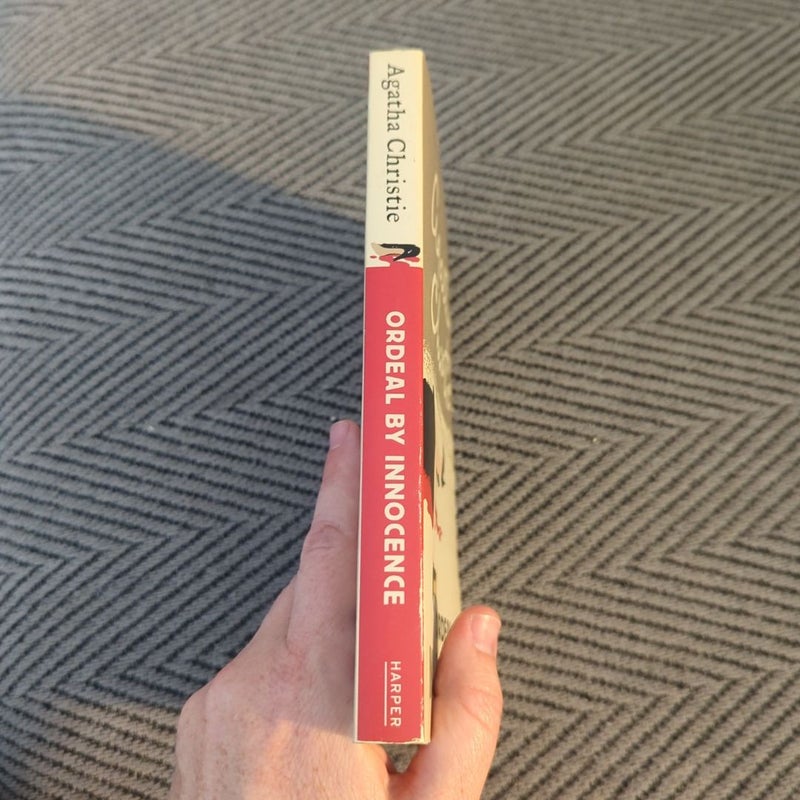 Agatha Christie
ORDEAL BY INNOCENCE
HARPER